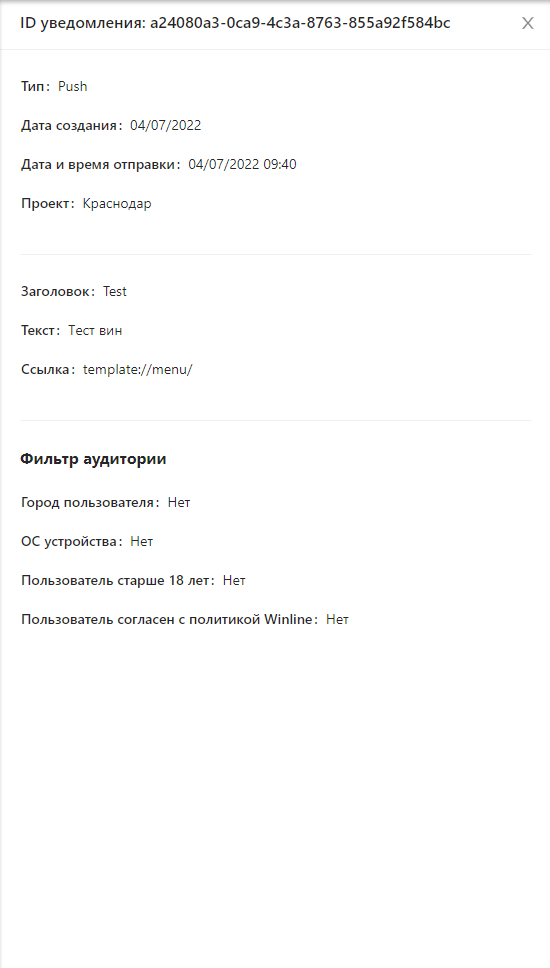 ID уведомления: a24080a3-0ca9-4c3a-8763-855a92f584bc
Тип: Push
Дата создания: 04/07/2022
Дата и время отправки: 04/07/2022 09:40
Проект: Краснодар
Заголовок: Test
Текст: Тест вин
Ссылка: template://menu/
Фильтр аудитории
Город пользователя: Нет
ОС устройства: Нет
Пользователь старше 18 лет: Нет
Пользователь согласен с политикой Winline: Нет